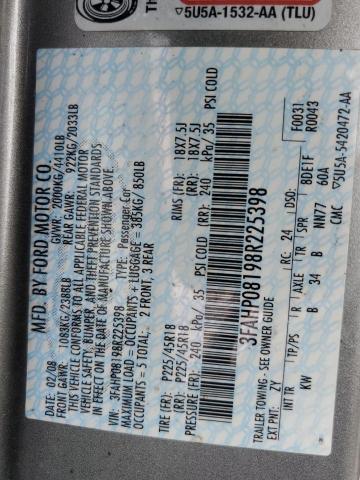 5U5A-1532-AA (TLU)
MFD. BY FORD MOTOR CO.
DATE: 02/08 GVWR: 2000KG/4410LB
FRONT GAWR: 1083KG/2388LB REAR GAWR: 922KG/2033LB
THIS VEHICLE CONFORMS TO ALL APPLICABLE FEDERAL MOTOR
VEHICLE SAFETY, BUMPER, AND THEFT PREVENTION STANDARDS
IN EFFECT ON THE DATE OF MANUFACTURE SHOWN ABOVE.
VIN: 3FAHP08198R225398 TYPE: Passenger Car
MAXIMUM LOAD = OCCUPANTS + LUGGAGE = 385KG/ 850LB
OCCUPANTS = 5 TOTAL: 2 FRONT, 3 REAR
TIRE (FR): P225/45R18 RIMS (FR): 18X7.5J
(RR): P225/45R18 (RR): 18X7.5J
PRESSURE (FR): 240 kPa/ 35 PSI COLD (RR): 240 kPa/ 35 PSI COLD
3FAHP08198R225398
F0031
R0043
TRAILER TOWING - SEE OWNER GUIDE
EXT PNT: ZY RC: 24 DSO: 8DE1F
INT TR TP/PS R AXLE TR SPR 60A
KW B 34 B NN77
CMC 5U5A-5420472-AA